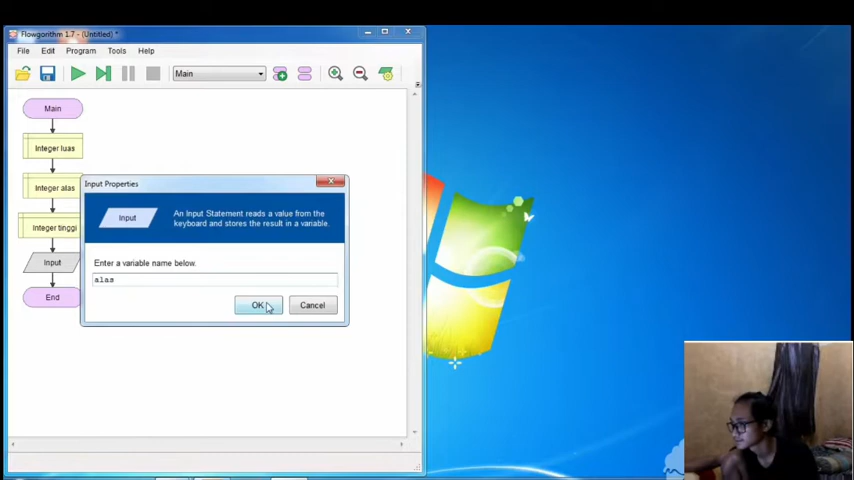 Flowgorithm 1.7 - (Untitled) *
File Edit Program Tools Help
Main
Main
Integer luas
Integer alas
Integer tinggi
Input
End
Input Properties
Input
An Input Statement reads a value from the
keyboard and stores the result in a variable.
Enter a variable name below.
alas
OK Cancel